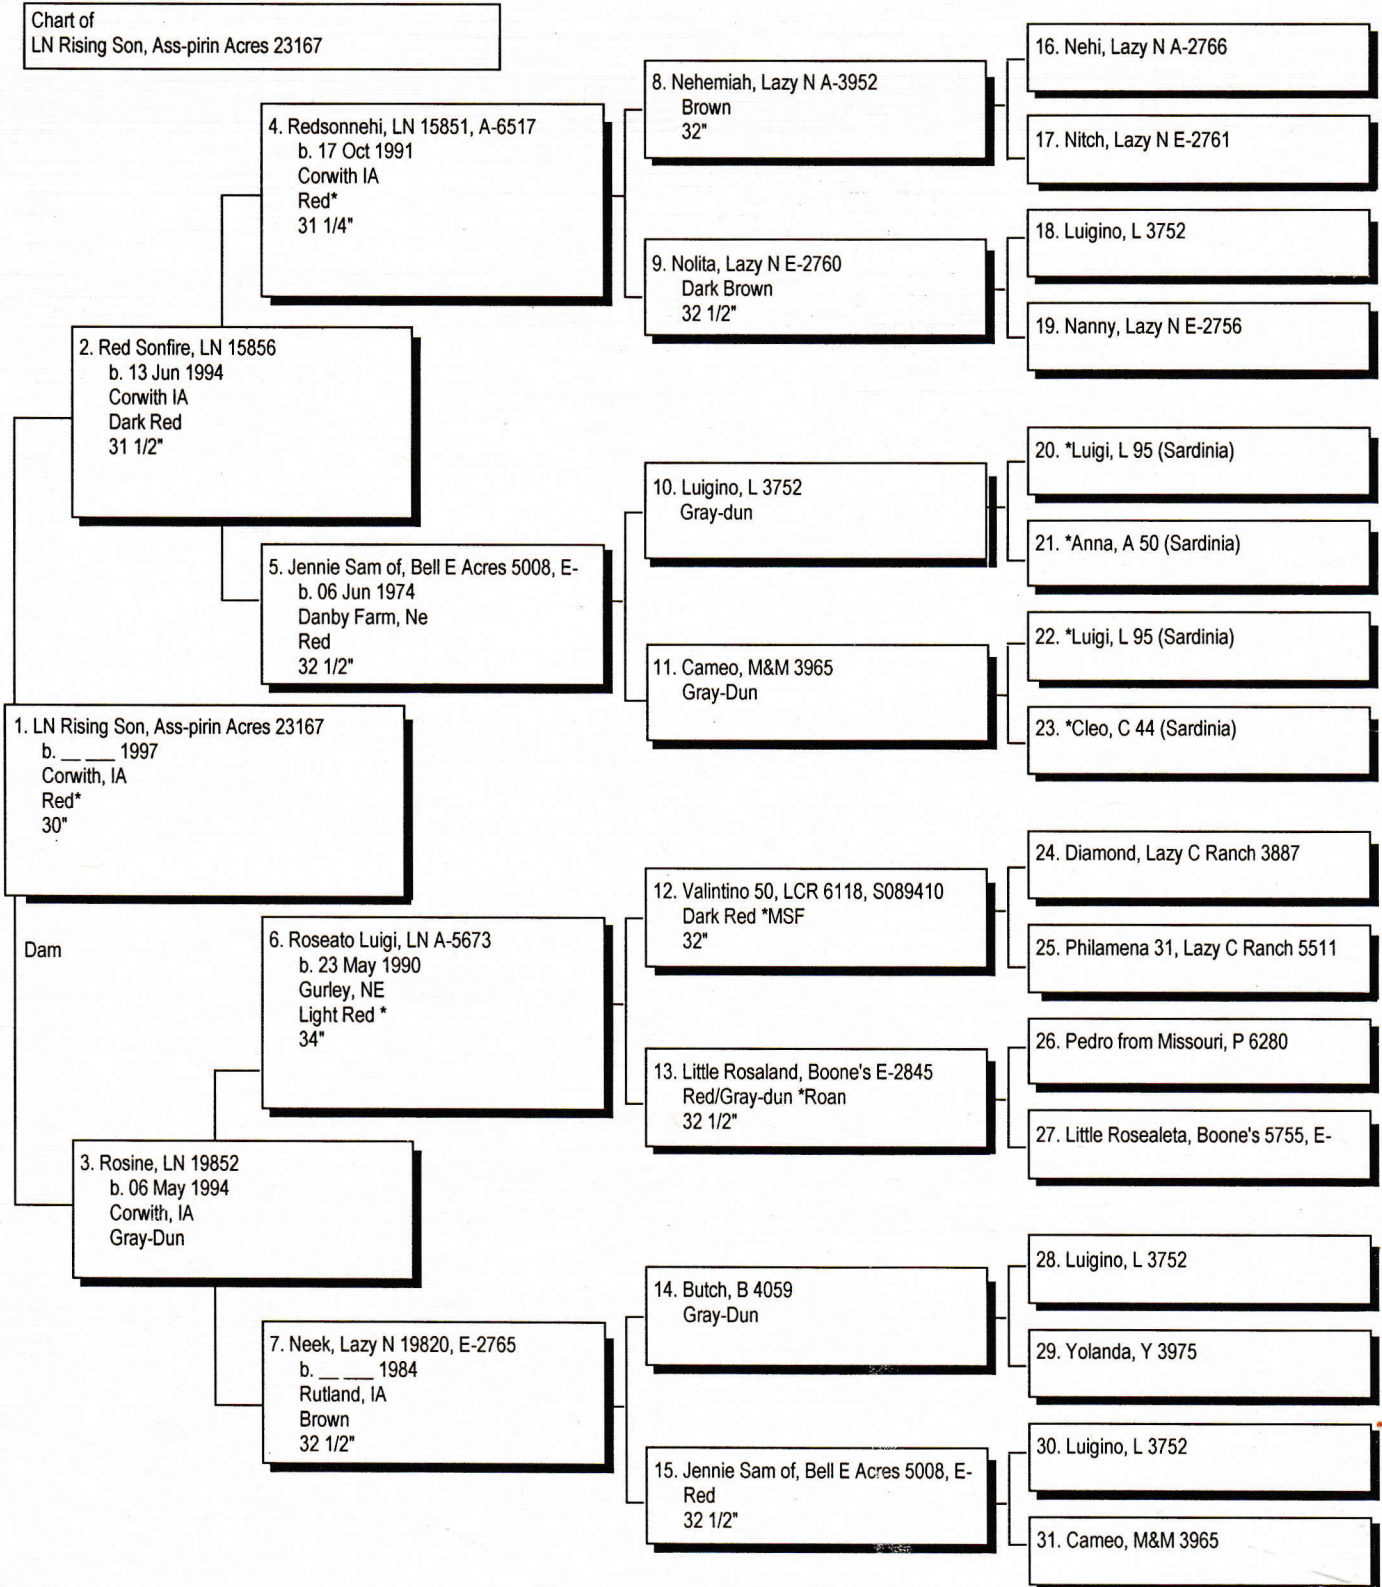 Chart of
LN Rising Son, Ass-pirin Acres 23167
1. LN Rising Son, Ass-pirin Acres 23167
b. __ ___ 1997
Corwith, IA
Red*
30"
Dam
2. Red Sonfire, LN 15856
b. 13 Jun 1994
Corwith IA
Dark Red
31 1/2"
3. Rosine, LN 19852
b. 06 May 1994
Corwith, IA
Gray-Dun
4. Redsonnehi, LN 15851, A-6517
b. 17 Oct 1991
Corwith IA
Red*
31 1/4"
5. Jennie Sam of, Bell E Acres 5008, E-
b. 06 Jun 1974
Danby Farm, Ne
Red
32 1/2"
6. Roseato Luigi, LN A-5673
b. 23 May 1990
Gurley, NE
Light Red *
34"
7. Neek, Lazy N 19820, E-2765
b. __ ___ 1984
Rutland, IA
Brown
32 1/2"
8. Nehemiah, Lazy N A-3952
Brown
32"
9. Nolita, Lazy N E-2760
Dark Brown
32 1/2"
10. Luigino, L 3752
Gray-dun
11. Cameo, M&M 3965
Gray-Dun
12. Valintino 50, LCR 6118, S089410
Dark Red *MSF
32"
13. Little Rosaland, Boone's E-2845
Red/Gray-dun *Roan
32 1/2"
14. Butch, B 4059
Gray-Dun
15. Jennie Sam of, Bell E Acres 5008, E-
Red
32 1/2"
16. Nehi, Lazy N A-2766
17. Nitch, Lazy N E-2761
18. Luigino, L 3752
19. Nanny, Lazy N E-2756
20. *Luigi, L 95 (Sardinia)
21. *Anna, A 50 (Sardinia)
22. *Luigi, L 95 (Sardinia)
23. *Cleo, C 44 (Sardinia)
24. Diamond, Lazy C Ranch 3887
25. Philamena 31, Lazy C Ranch 5511
26. Pedro from Missouri, P 6280
27. Little Rosealeta, Boone's 5755, E-
28. Luigino, L 3752
29. Yolanda, Y 3975
30. Luigino, L 3752
31. Cameo, M&M 3965